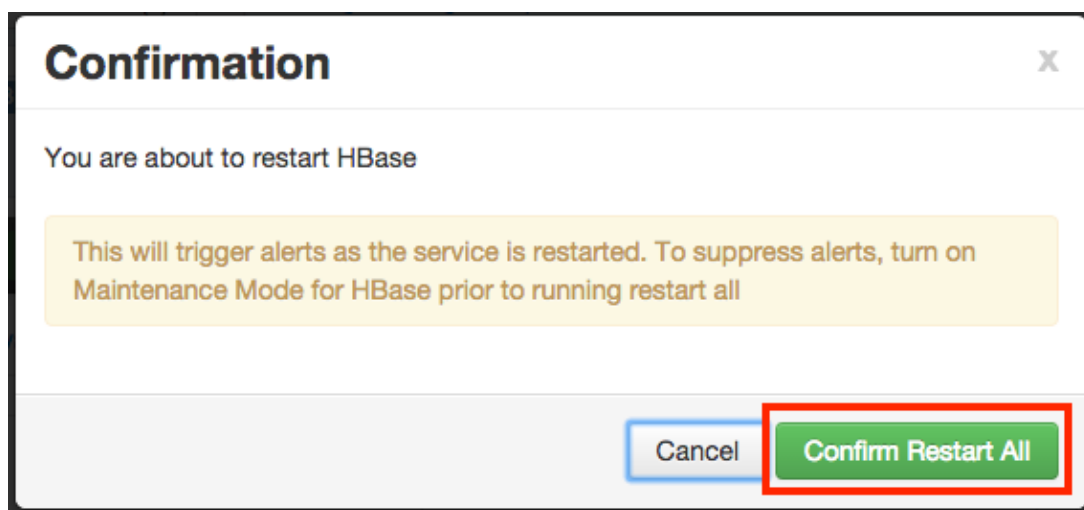 Confirmation
x
You are about to restart HBase
This will trigger alerts as the service is restarted. To suppress alerts, turn on
Maintenance Mode for HBase prior to running restart all
Cancel
Confirm Restart All